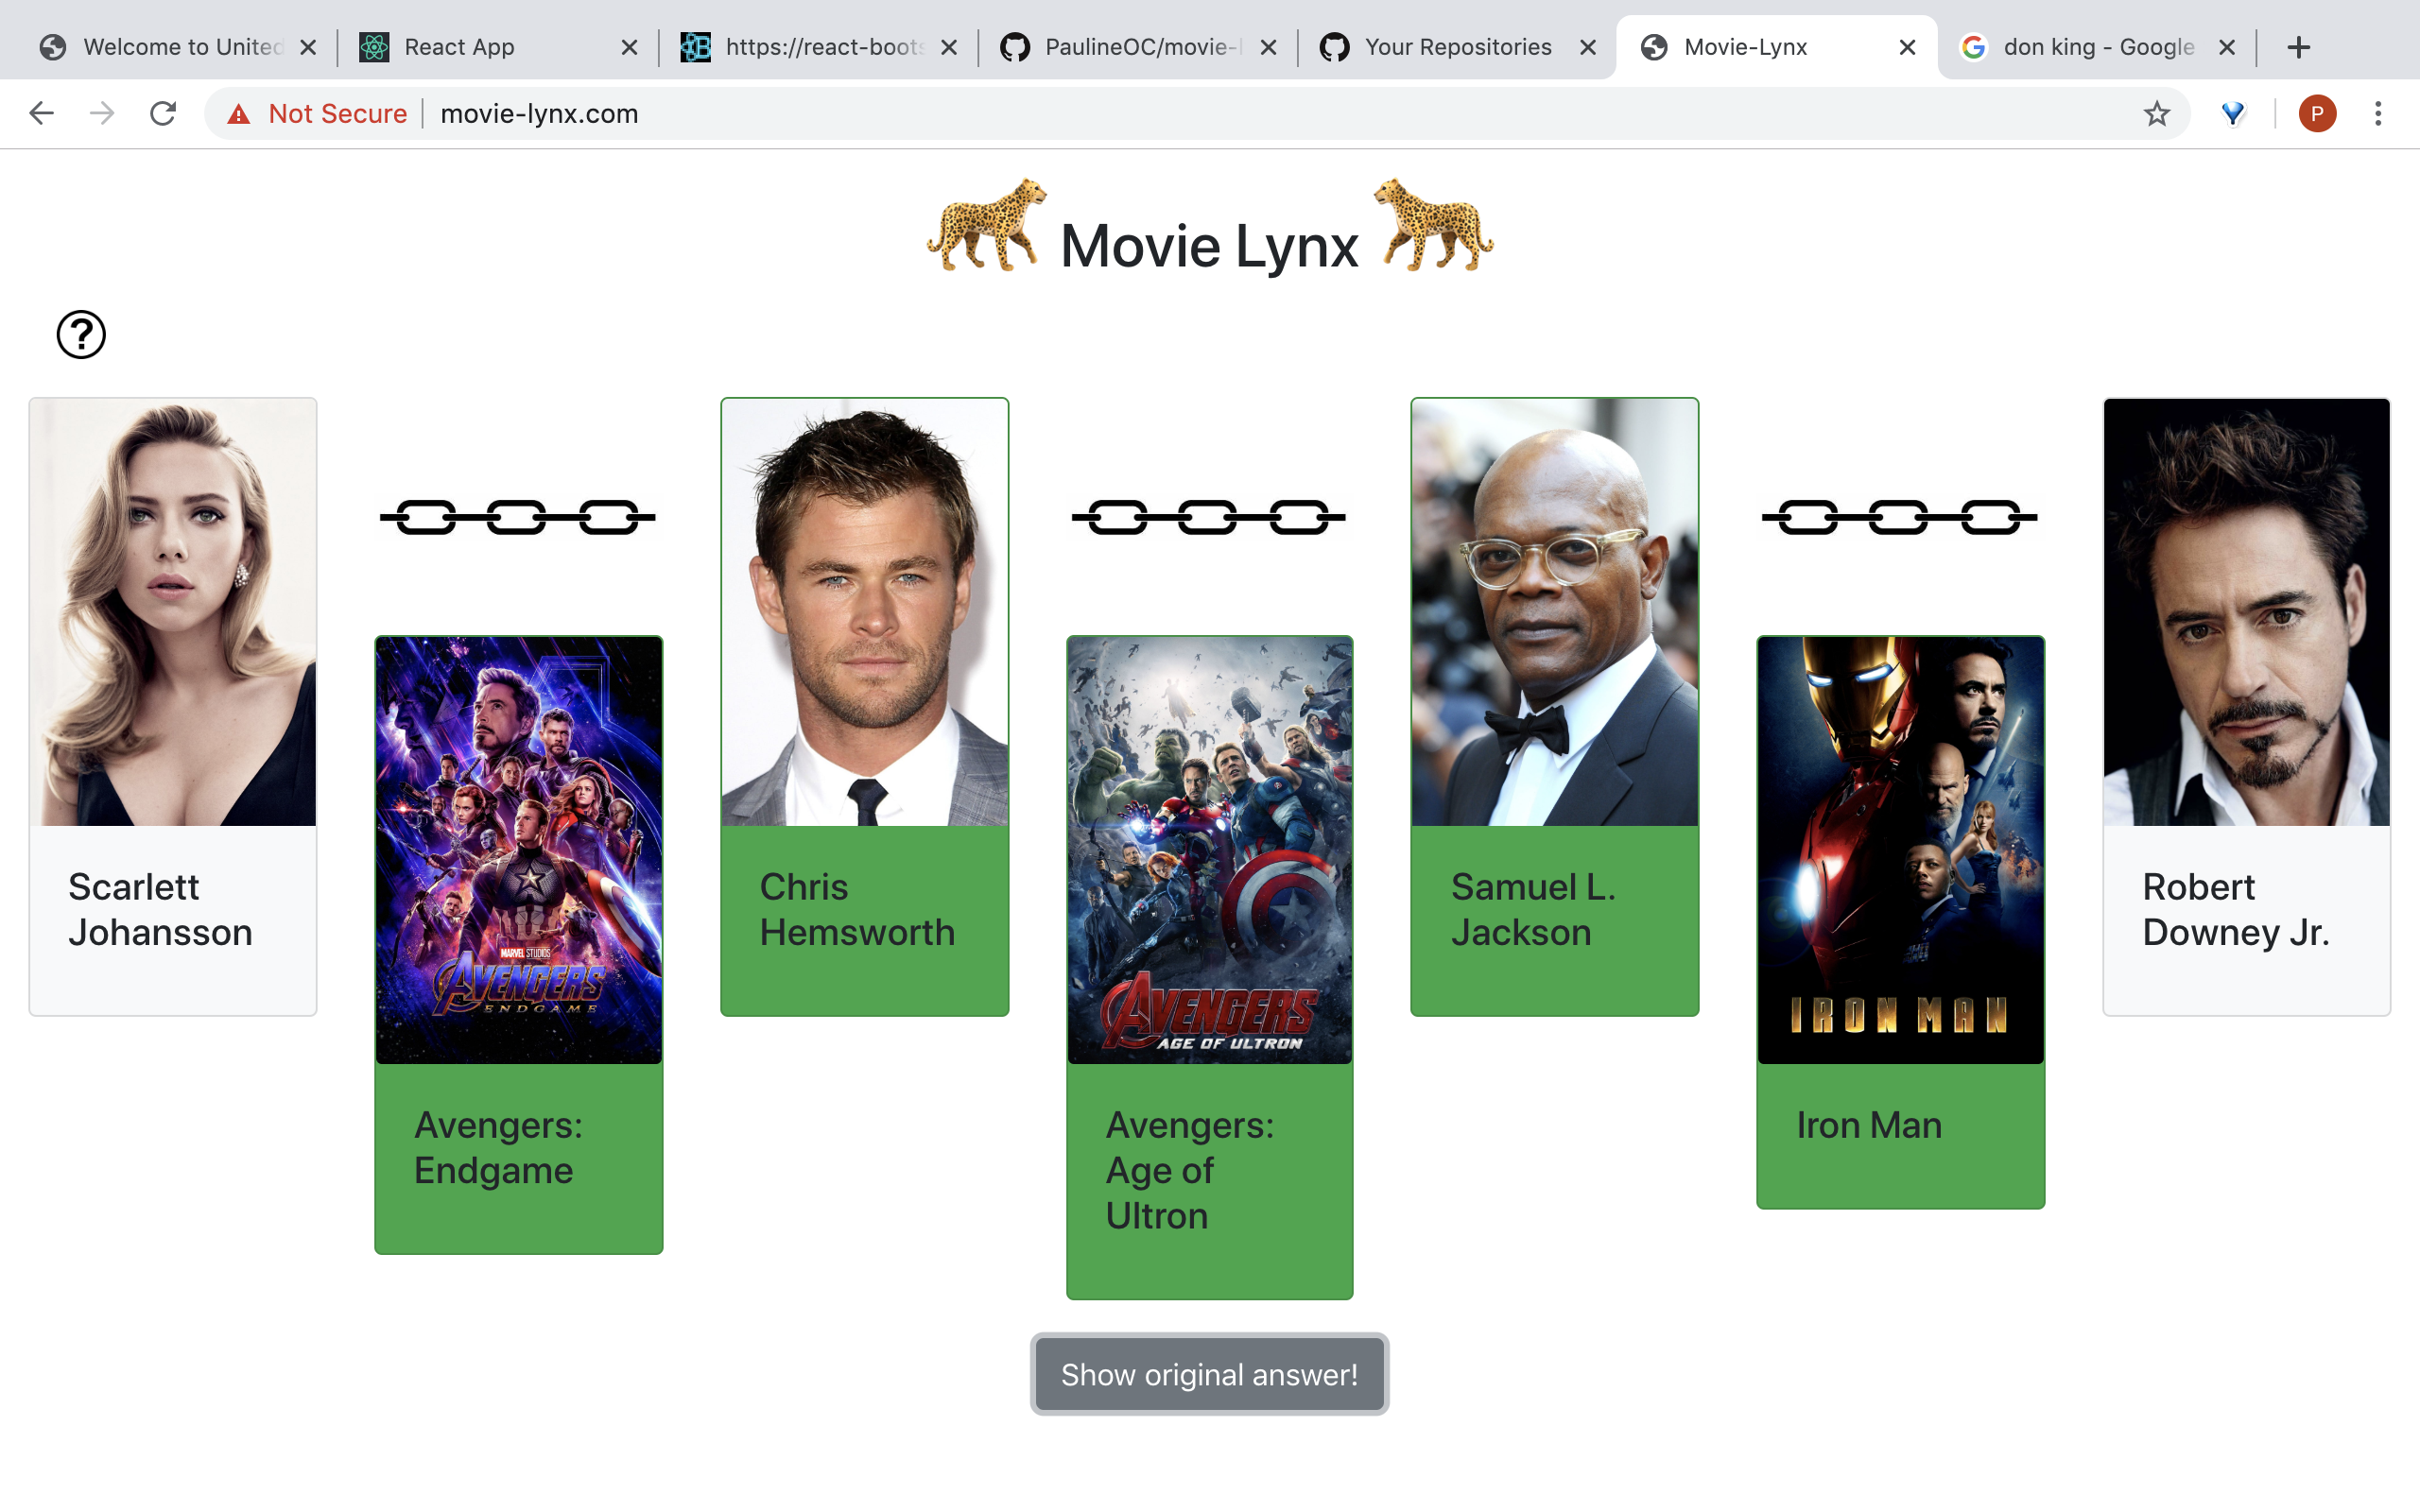 Welcome to United
React App
https://react-boots
PaulineOC/movie-l
Your Repositories
Movie-Lynx
don king - Google
Not Secure
movie-lynx.com
P
Movie Lynx
?
Scarlett
Johansson
MARVEL STUDIOS
AVENGERS
ENDGAME
Avengers:
Endgame
Chris
Hemsworth
AVENGERS
AGE OF ULTRON
Avengers:
Age of
Ultron
Samuel L.
Jackson
IRON MAN
Iron Man
Robert
Downey Jr.
Show original answer!